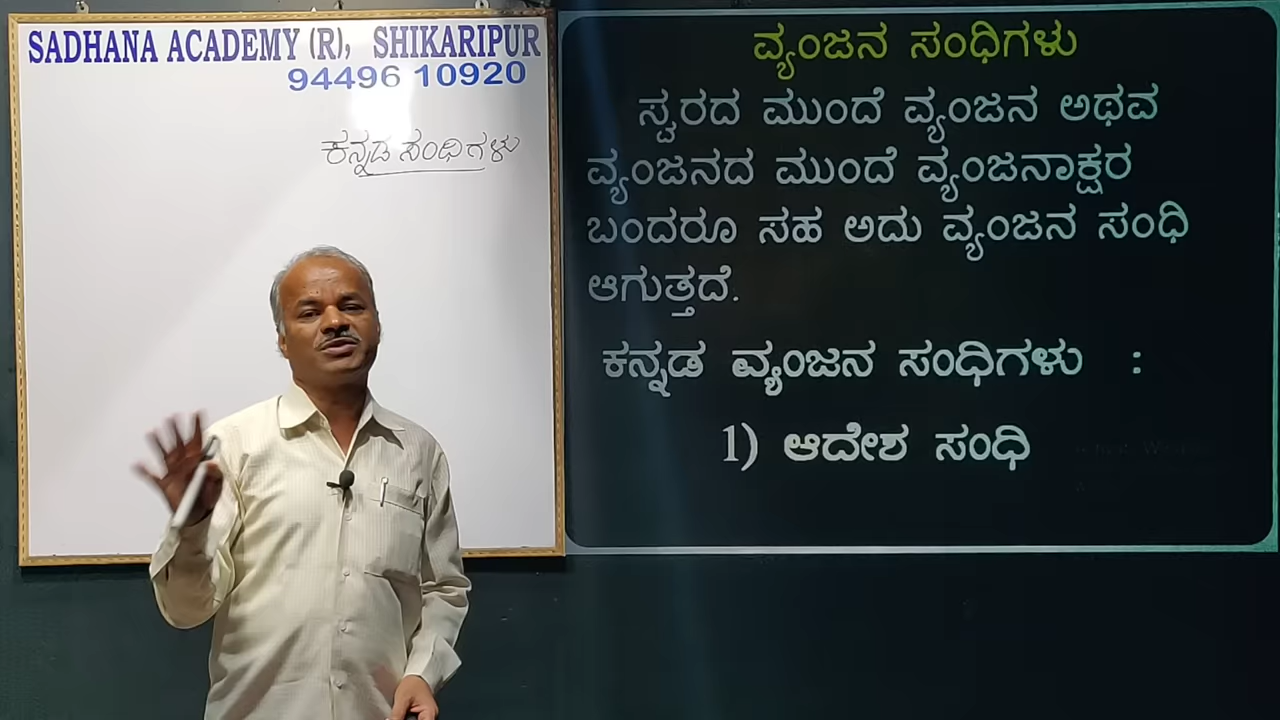 SADHANA ACADEMY (R), SHIKARIPUR
94496 10920
ಕನ್ನಡ ಸಂಧಿಗಳು
ವ್ಯಂಜನ ಸಂಧಿಗಳು
ಸ್ವರದ ಮುಂದೆ ವ್ಯಂಜನ ಅಥವ
ವ್ಯಂಜನದ ಮುಂದೆ ವ್ಯಂಜನಾಕ್ಷರ
ಬಂದರೂ ಸಹ ಅದು ವ್ಯಂಜನ ಸಂಧಿ
ಆಗುತ್ತದೆ.
ಕನ್ನಡ ವ್ಯಂಜನ ಸಂಧಿಗಳು :
1) ಆದೇಶ ಸಂಧಿ